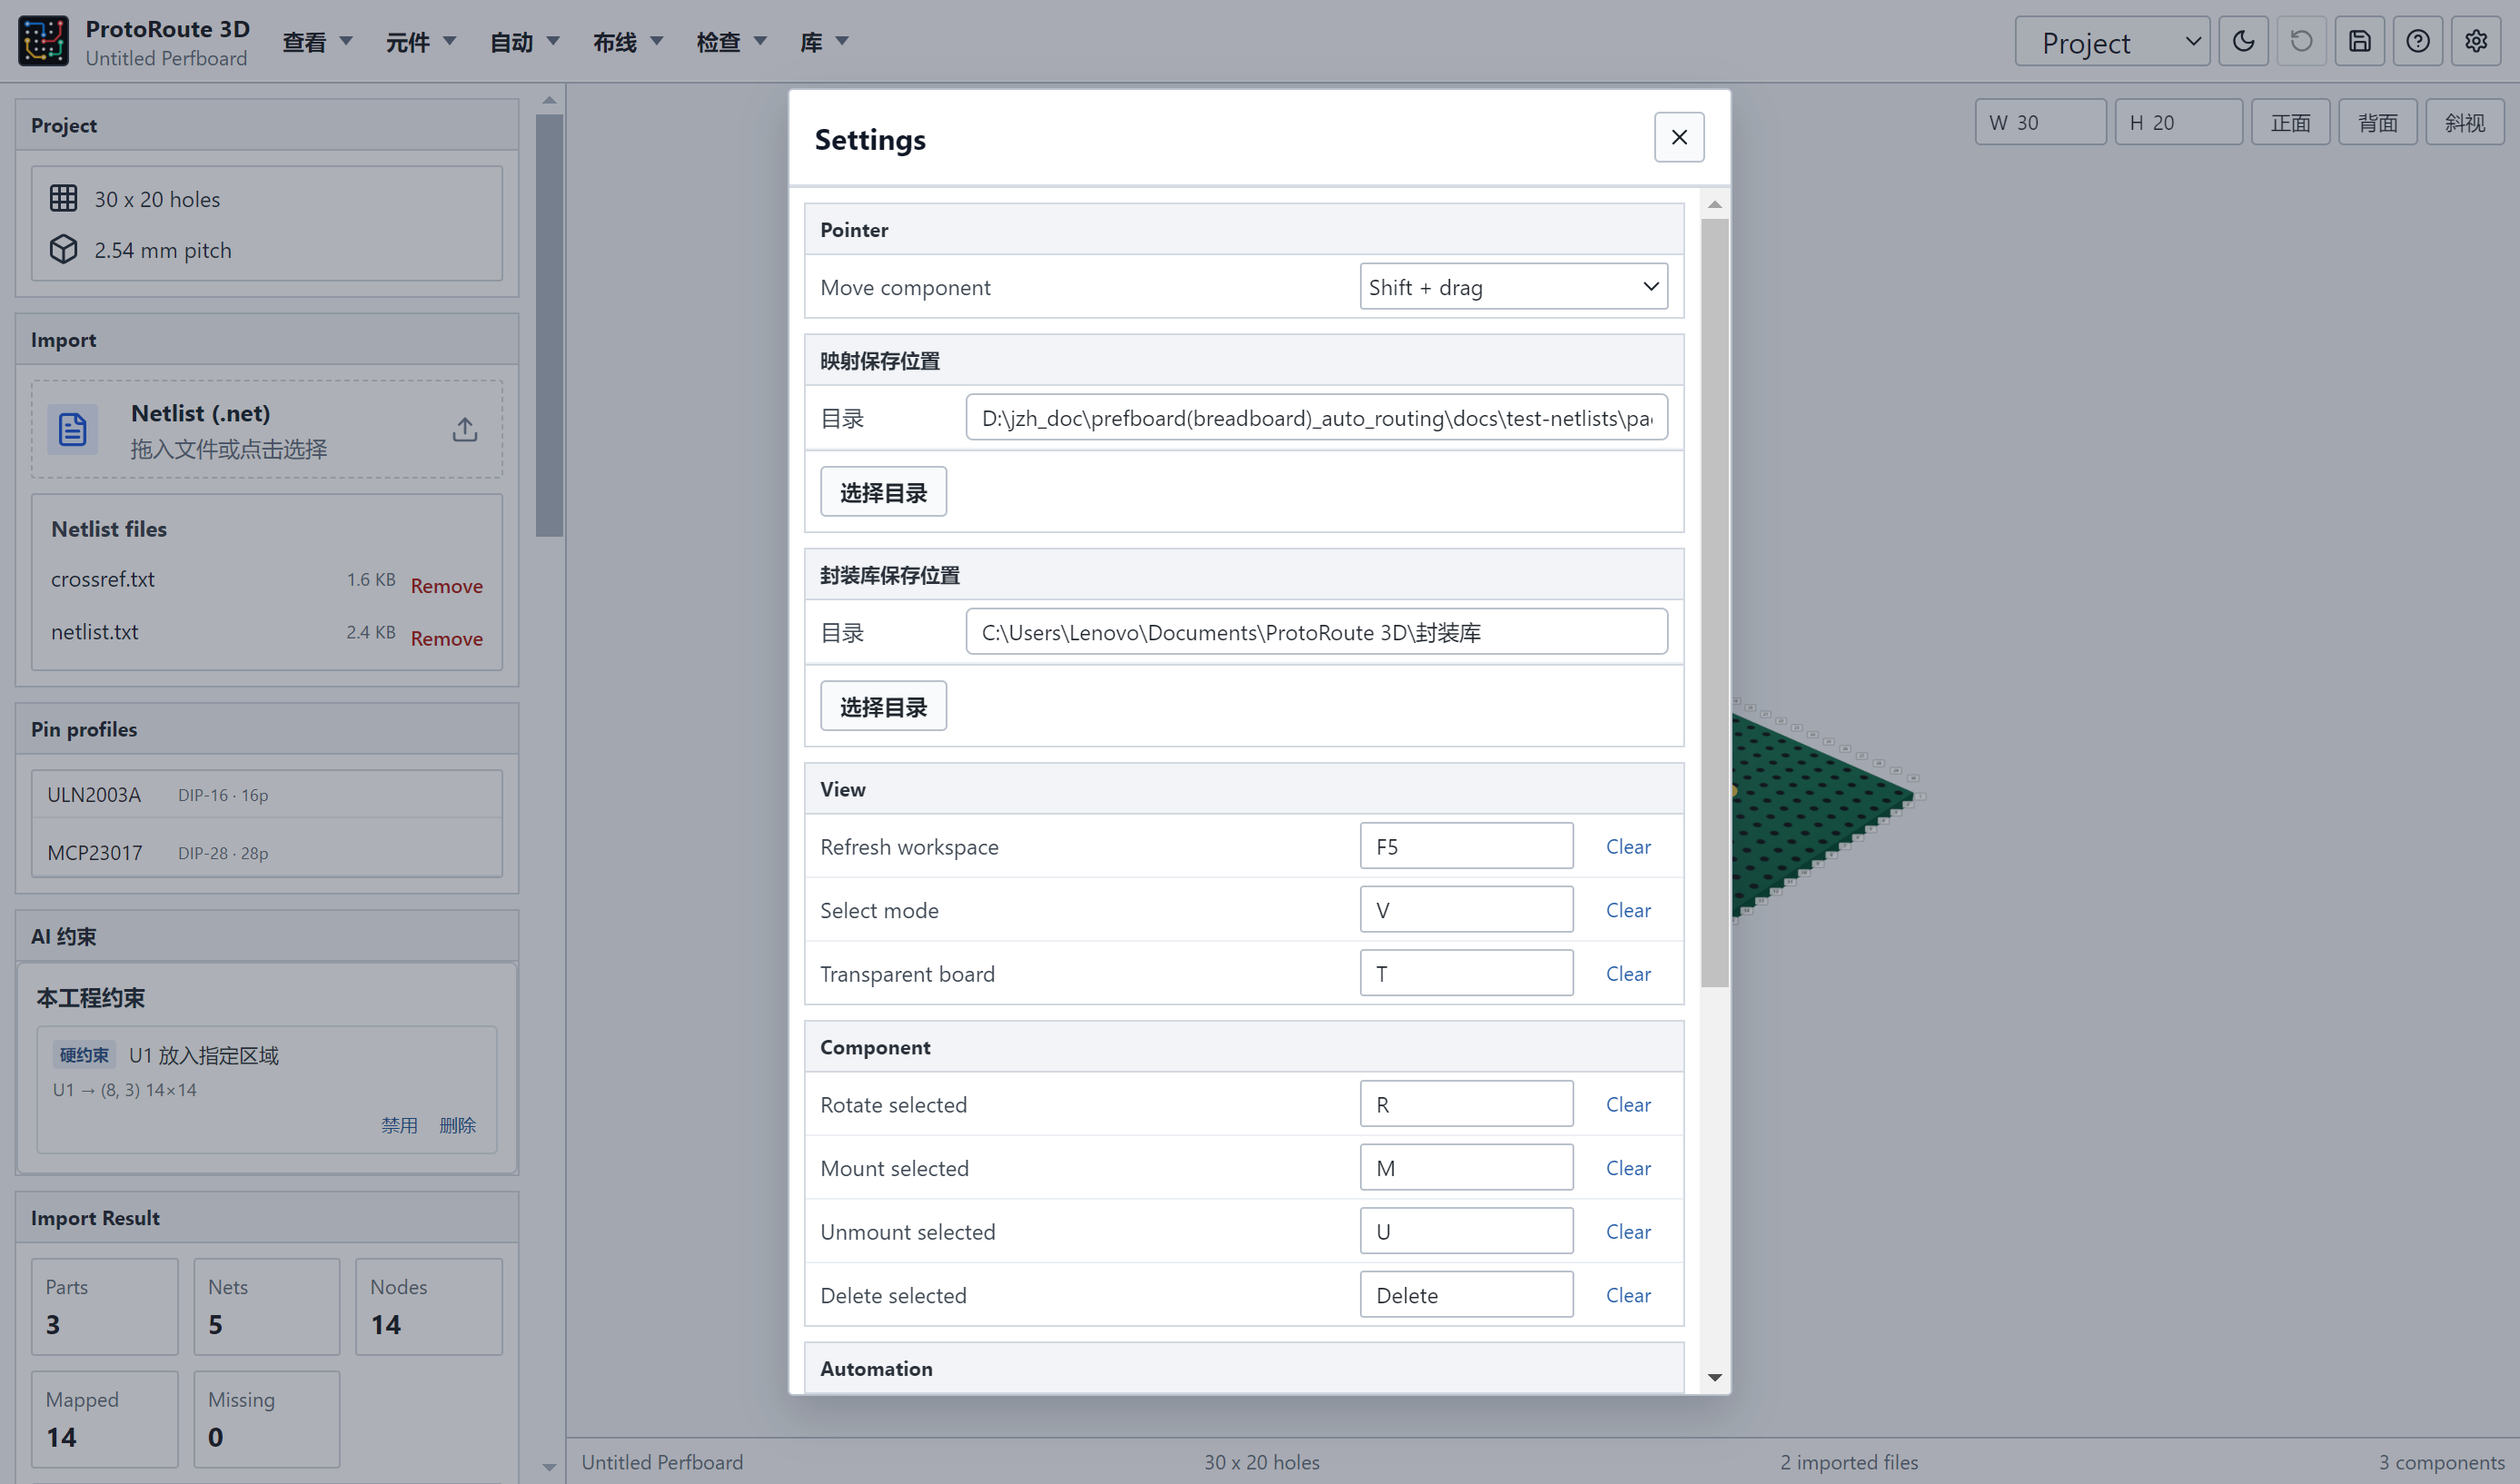 ProtoRoute 3D
Untitled Perfboard
查看
元件
自动
布线
检查
库
Project
Project
30 x 20 holes
2.54 mm pitch
Import
Netlist (.net)
拖入文件或点击选择
Netlist files
crossref.txt 1.6 KB Remove
netlist.txt 2.4 KB Remove
Pin profiles
ULN2003A DIP-16 · 16p
MCP23017 DIP-28 · 28p
AI 约束
本工程约束
硬约束 U1 放入指定区域
U1 → (8, 3) 14×14
禁用 删除
Import Result
Parts
3
Nets
5
Nodes
14
Mapped
14
Missing
0
W 30
H 20
正面
背面
斜视
Settings
Pointer
Move component Shift + drag
映射保存位置
目录 D:\jzh_doc\prefboard(breadboard)_auto_routing\docs\test-netlists\pa
选择目录
封装库保存位置
目录 C:\Users\Lenovo\Documents\ProtoRoute 3D\封装库
选择目录
View
Refresh workspace F5 Clear
Select mode V Clear
Transparent board T Clear
Component
Rotate selected R Clear
Mount selected M Clear
Unmount selected U Clear
Delete selected Delete Clear
Automation
Untitled Perfboard
30 x 20 holes
2 imported files
3 components